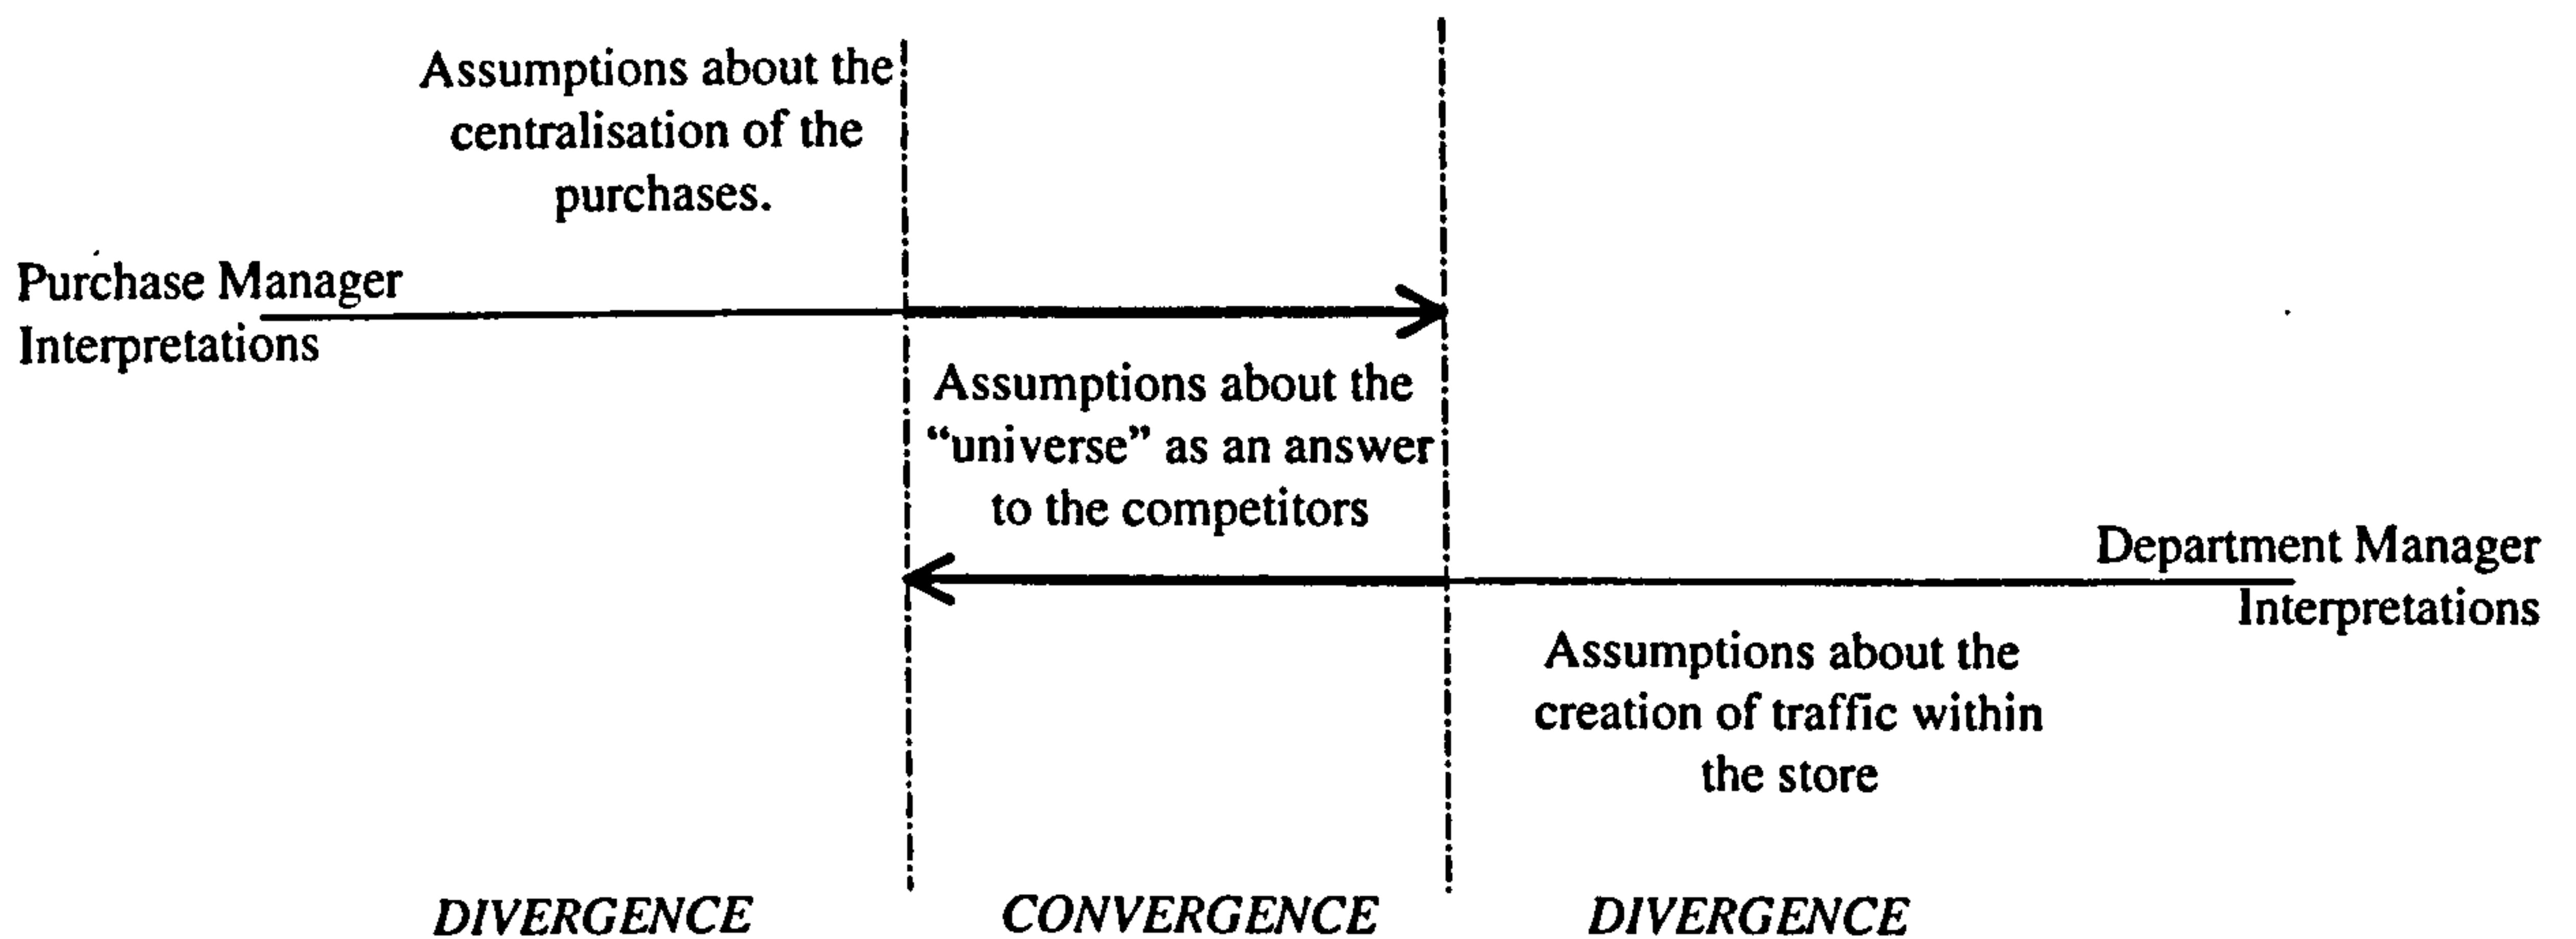 Assumptions about the
centralisation of the
purchases.
Purchase Manager
Interpretations
Assumptions about the
“universe” as an answer
to the competitors
Department Manager
Interpretations
Assumptions about the
creation of traffic within
the store
DIVERGENCE
CONVERGENCE
DIVERGENCE